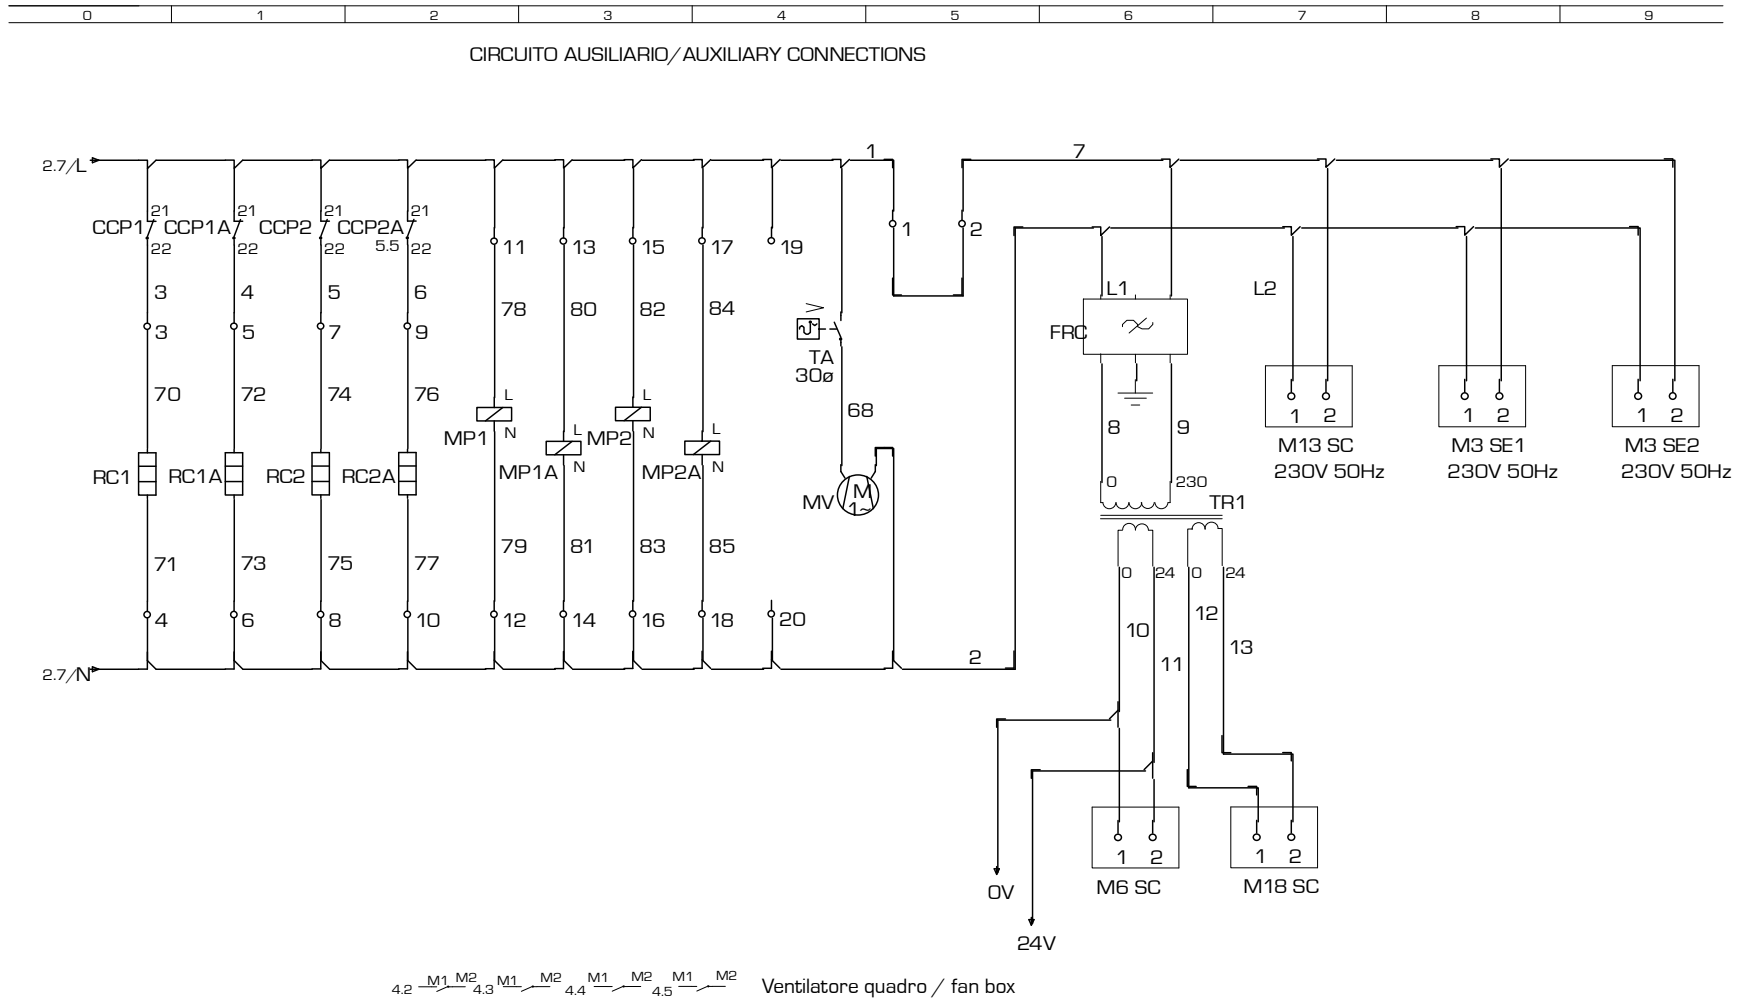 0 1 2 3 4 5 6 7 8 9
CIRCUITO AUSILIARIO/AUXILIARY CONNECTIONS
2.7/L 1 7
21 21 21 21
CCP1 CCP1A CCP2 CCP2A 1 2
22 22 22 5.5 22 11 13 15 17 19
3 4 5 6 L1 L2
78 80 82 84
3 5 7 9 FRC
TA
30ø
70 72 74 76 L L 68
1 2 1 2 1 2
MP1 N L MP2 N L 8 9
M13 SC M3 SE1 M3 SE2
MP1A N MP2A N
230V 50Hz 230V 50Hz 230V 50Hz
RC1 RC1A RC2 RC2A 0 230
MV M 1~ TR1
79 81 83 85
71 73 75 77 0 24 0 24
4 6 8 10 12 14 16 18 20 12
10
13
2 11
2.7/N
1 2 1 2
M6 SC M18 SC
0V
24V
4.2 M1 M2 4.3 M1 M2 4.4 M1 M2 4.5 M1 M2 Ventilatore quadro / fan box